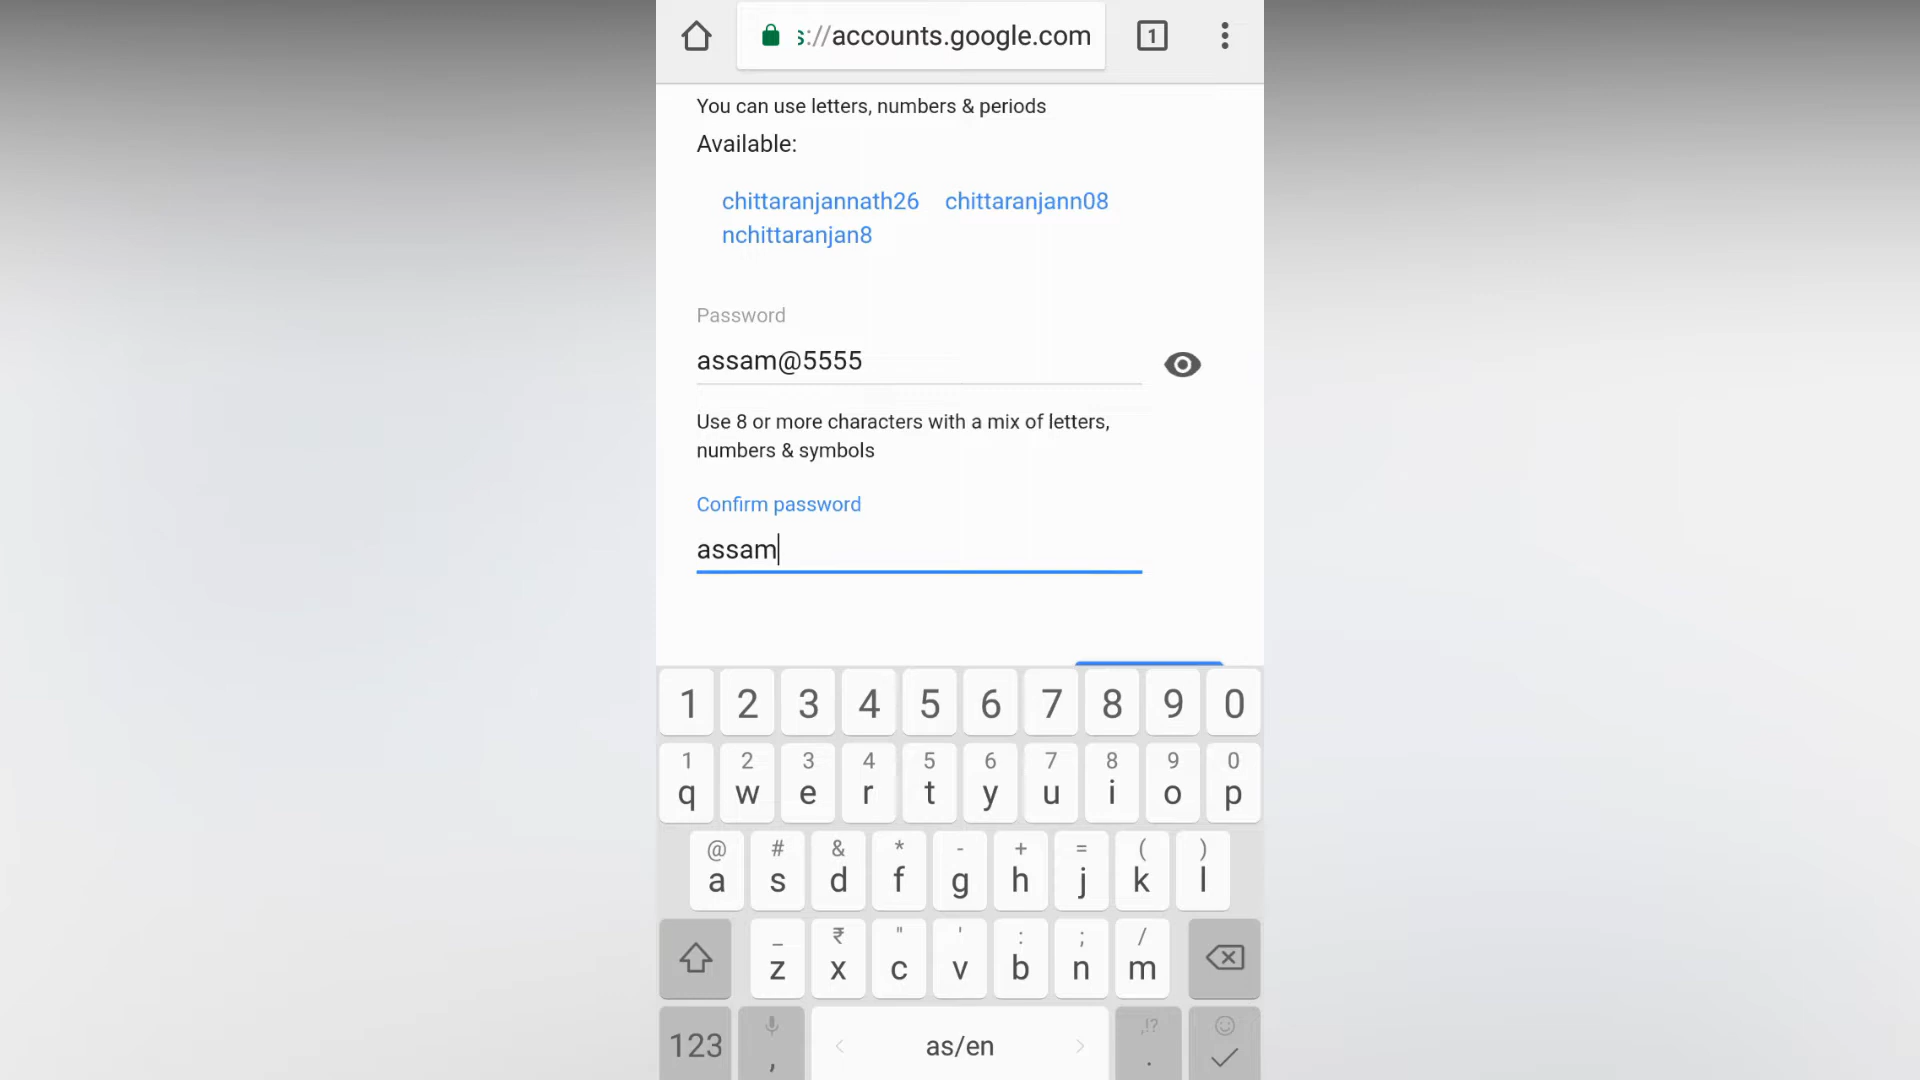 s://accounts.google.com
1
You can use letters, numbers & periods
Available:
chittaranjannath26 chittaranjann08
nchittaranjan8
Password
assam@5555
Use 8 or more characters with a mix of letters,
numbers & symbols
Confirm password
assam
1 2 3 4 5 6 7 8 9 0
1 2 3 4 5 6 7 8 9 0
q w e r t y u i o p
@ # & * - + = ( )
a s d f g h j k l
_ ₹ " ' : ; /
z x c v b n m
,!?
123 , < as/en > .